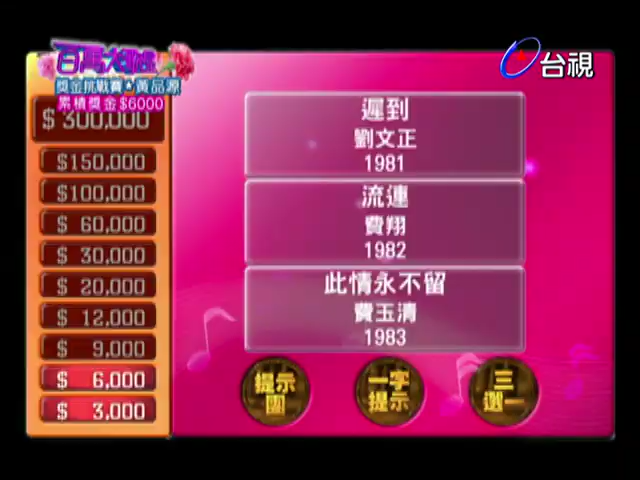 百萬大歌星
獎金挑戰賽★黃品源
累積獎金$6000
台視
$ 300,000
$150,000
$100,000
$ 60,000
$ 30,000
$ 20,000
$ 12,000
$ 9,000
$ 6,000
$ 3,000
遲到
劉文正
1981
流連
費翔
1982
此情永不留
費玉清
1983
提示
團
一字
提示
三
選一